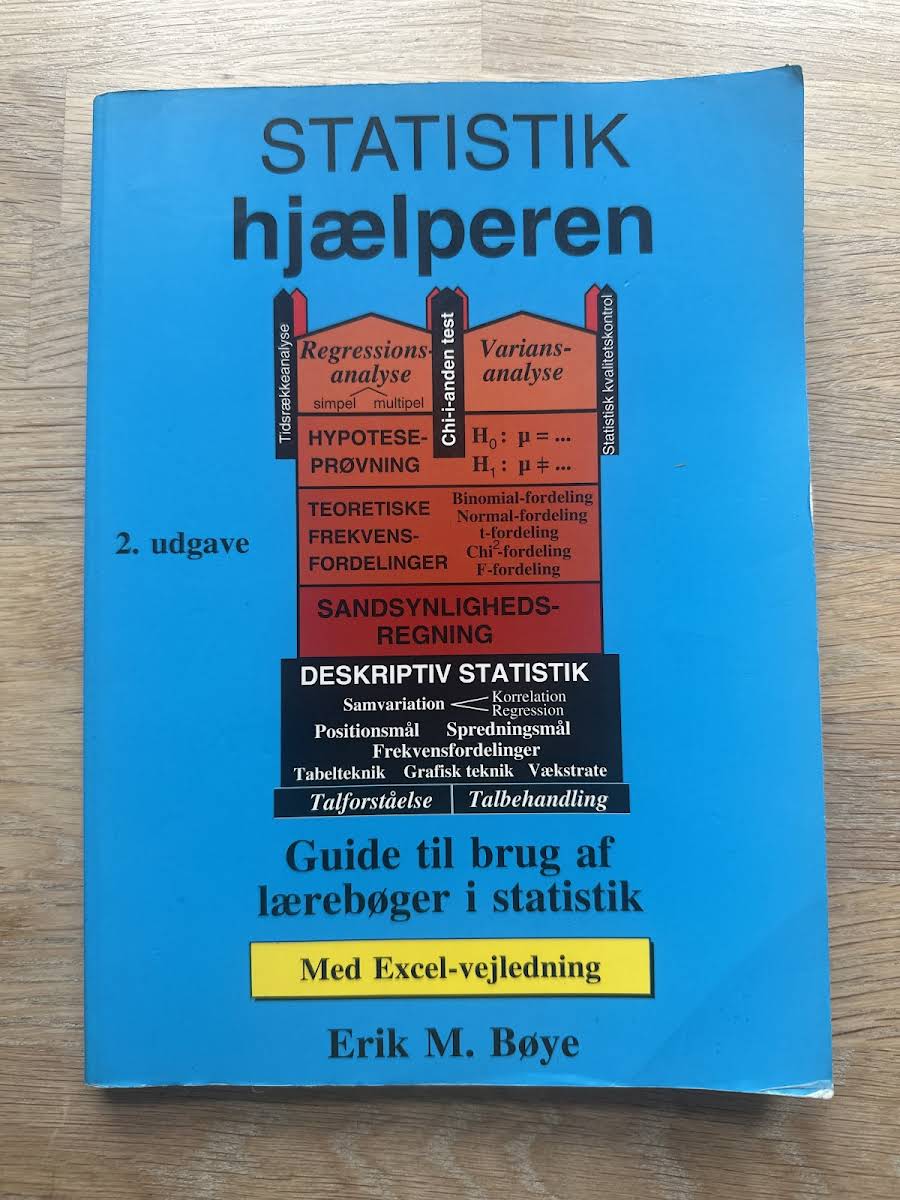 STATISTIK
hjælperen
Tidsrækkeanalyse
Regressions-
analyse
simpel multipel
Chi-i-anden test
Varians-
analyse
Statistisk kvalitetskontrol
HYPOTESE-
PRØVNING
H0: µ = ...
H1: µ ≠ ...
TEORETISKE
FREKVENS-
FORDELINGER
Binomial-fordeling
Normal-fordeling
t-fordeling
Chi²-fordeling
F-fordeling
2. udgave
SANDSYNLIGHEDS-
REGNING
DESKRIPTIV STATISTIK
Samvariation
Korrelation
Regression
Positionsmål Spredningsmål
Frekvensfordelinger
Tabelteknik Grafisk teknik Vækstrate
Talforståelse Talbehandling
Guide til brug af
lærebøger i statistik
Med Excel-vejledning
Erik M. Bøye